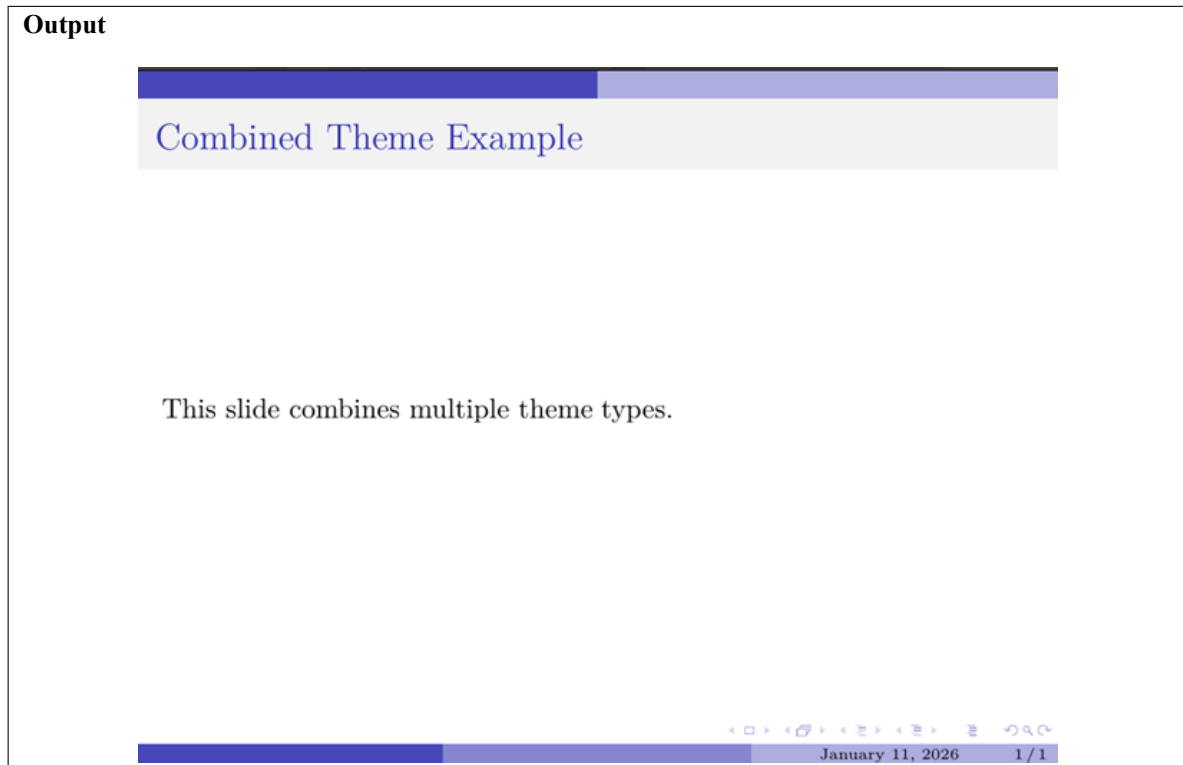 Output
Combined Theme Example
This slide combines multiple theme types.
January 11, 2026 1 / 1